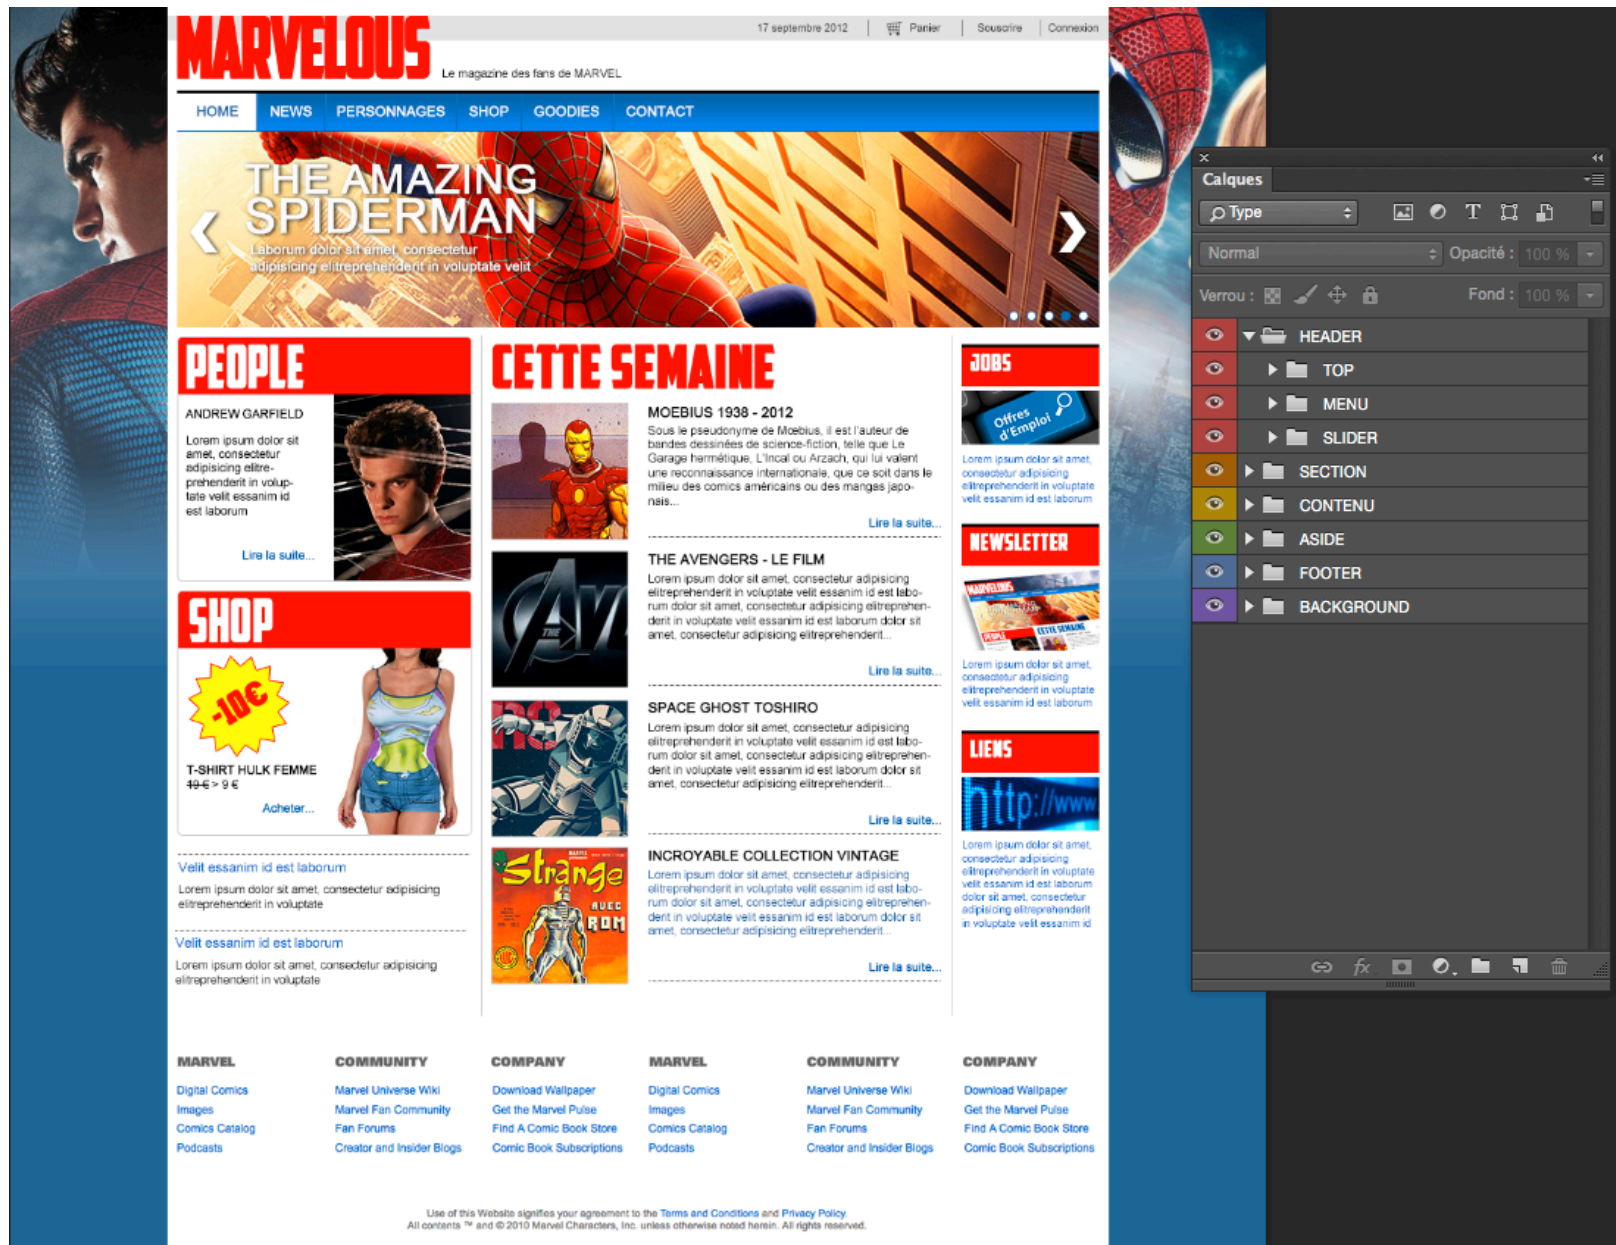 MARVELOUS
Le magazine des fans de MARVEL
17 septembre 2012
Panier
Souscrire
Connexion
HOME
NEWS
PERSONNAGES
SHOP
GOODIES
CONTACT
THE AMAZING
SPIDERMAN
Laborum dolor sit amet, consectetur
adipisicing elitreprehenderit in voluptate velit
PEOPLE
ANDREW GARFIELD
Lorem ipsum dolor sit
amet, consectetur
adipisicing elitre-
prehenderit in volup-
tate velit essanim id
est laborum
Lire la suite...
SHOP
-10€
T-SHIRT HULK FEMME
19 € > 9 €
Acheter...
Velit essanim id est laborum
Lorem ipsum dolor sit amet, consectetur adipisicing
elitreprehenderit in voluptate
Velit essanim id est laborum
Lorem ipsum dolor sit amet, consectetur adipisicing
elitreprehenderit in voluptate
CETTE SEMAINE
MOEBIUS 1938 - 2012
Sous le pseudonyme de Mœbius, il est l'auteur de
bandes dessinées de science-fiction, telle que Le
Garage hermétique, L'Incal ou Arzach, qui lui valent
une reconnaissance internationale, que ce soit dans le
milieu des comics américains ou des mangas japo-
nais...
Lire la suite...
THE AVENGERS - LE FILM
Lorem ipsum dolor sit amet, consectetur adipisicing
elitreprehenderit in voluptate velit essanim id est labo-
rum dolor sit amet, consectetur adipisicing elitreprehen-
derit in voluptate velit essanim id est laborum dolor sit
amet, consectetur adipisicing elitreprehenderit...
Lire la suite...
THE
SPACE GHOST TOSHIRO
Lorem ipsum dolor sit amet, consectetur adipisicing
elitreprehenderit in voluptate velit essanim id est labo-
rum dolor sit amet, consectetur adipisicing elitreprehen-
derit in voluptate velit essanim id est laborum dolor sit
amet, consectetur adipisicing elitreprehenderit...
Lire la suite...
Strange
AVEC
ROM
INCROYABLE COLLECTION VINTAGE
Lorem ipsum dolor sit amet, consectetur adipisicing
elitreprehenderit in voluptate velit essanim id est labo-
rum dolor sit amet, consectetur adipisicing elitreprehen-
derit in voluptate velit essanim id est laborum dolor sit
amet, consectetur adipisicing elitreprehenderit...
Lire la suite...
JOBS
Offres
d'Emploi
Lorem ipsum dolor sit amet,
consectetur adipisicing
elitreprehenderit in voluptate
velit essanim id est laborum
NEWSLETTER
MARVELOUS
PEOPLE
CETTE SEMAINE
Lorem ipsum dolor sit amet,
consectetur adipisicing
elitreprehenderit in voluptate
velit essanim id est laborum
LIENS
http://www
Lorem ipsum dolor sit amet,
consectetur adipisicing
elitreprehenderit in voluptate
velit essanim id est laborum
dolor sit amet, consectetur
adipisicing elitreprehenderit
in voluptate velit essanim id
MARVEL
Digital Comics
Images
Comics Catalog
Podcasts
COMMUNITY
Marvel Universe Wiki
Marvel Fan Community
Fan Forums
Creator and Insider Blogs
COMPANY
Download Wallpaper
Get the Marvel Pulse
Find A Comic Book Store
Comic Book Subscriptions
MARVEL
Digital Comics
Images
Comics Catalog
Podcasts
COMMUNITY
Marvel Universe Wiki
Marvel Fan Community
Fan Forums
Creator and Insider Blogs
COMPANY
Download Wallpaper
Get the Marvel Pulse
Find A Comic Book Store
Comic Book Subscriptions
Use of this Website signifies your agreement to the Terms and Conditions and Privacy Policy.
All contents ™ and © 2010 Marvel Characters, Inc. unless otherwise noted herein. All rights reserved.
Calques
Type
Normal
Opacité : 100 %
Verrou :
Fond : 100 %
HEADER
TOP
MENU
SLIDER
SECTION
CONTENU
ASIDE
FOOTER
BACKGROUND
fx